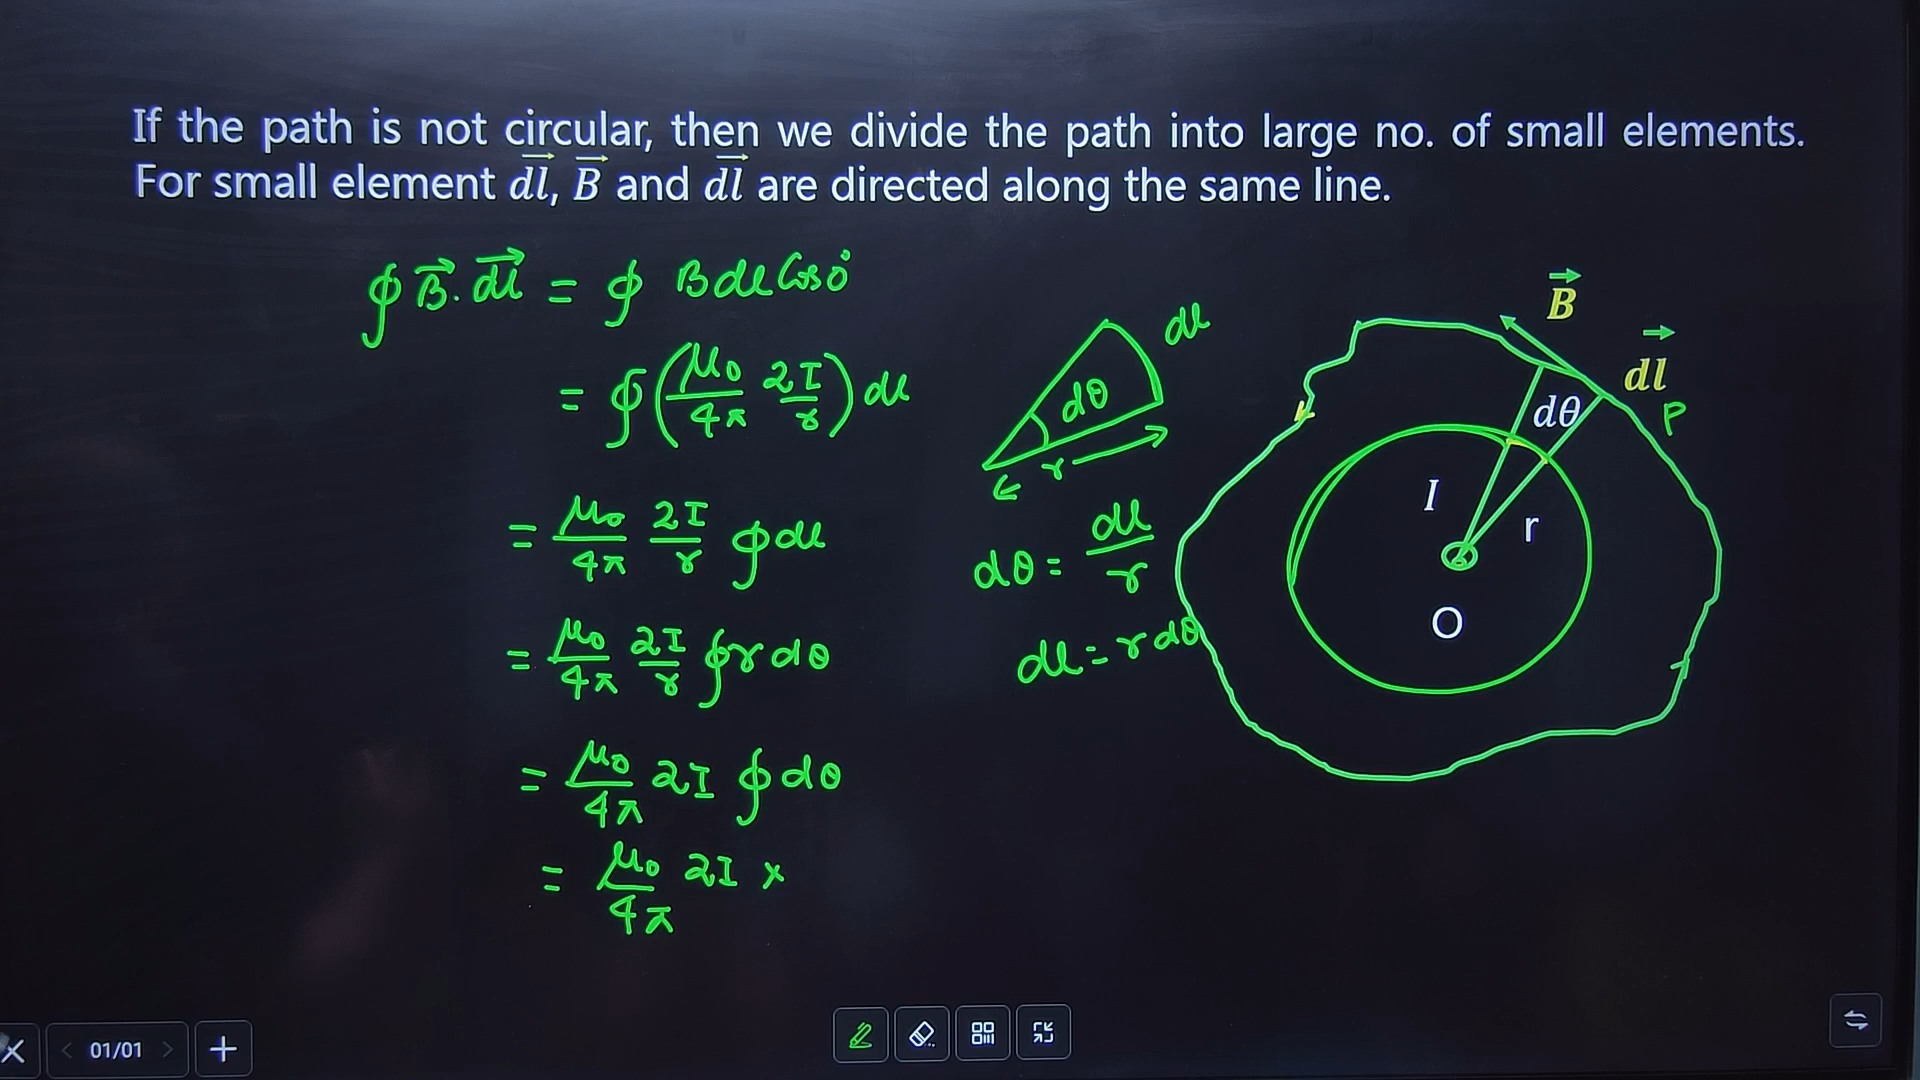 If the path is not circular, then we divide the path into large no. of small elements.
For small element dl⃗, B⃗ and dl⃗ are directed along the same line.
∮ B⃗. dl⃗ = ∮ B dl Cos 0°
= ∮ (μ₀/4π 2I/r) dl
= μ₀/4π 2I/r ∮ dl
= μ₀/4π 2I/r ∮ r dθ
= μ₀/4π 2I ∮ dθ
= μ₀/4π 2I ×
dl
dθ
r
dθ = dl/r
dl = r dθ
B⃗
dl⃗
P
dθ
I
r
O
01/01